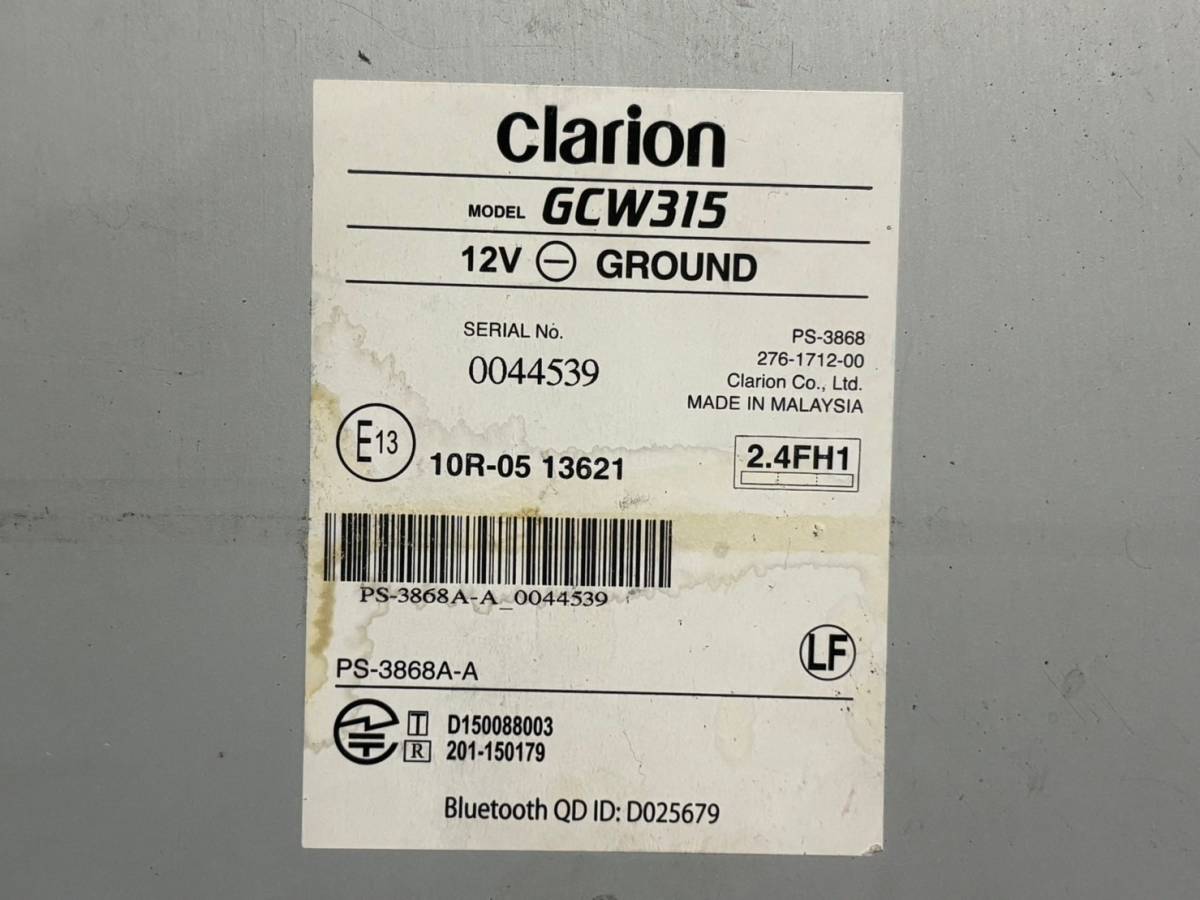 clarion
MODEL GCW315
12V ⊖ GROUND
SERIAL No.
0044539
PS-3868
276-1712-00
Clarion Co., Ltd.
MADE IN MALAYSIA
E13
10R-05 13621
2.4FH1
PS-3868A-A_0044539
LF
PS-3868A-A
T D150088003
R 201-150179
Bluetooth QD ID: D025679